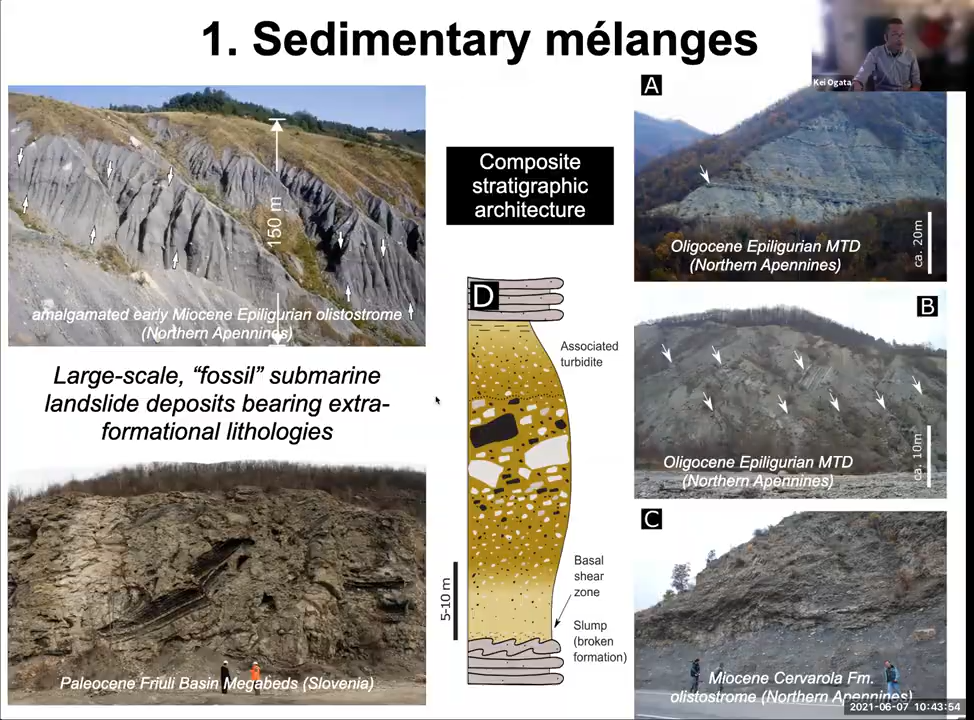 1. Sedimentary mélanges
Kei Ogata
150 m
amalgamated early Miocene Epiligurian olistostrome
(Northern Apennines)
Large-scale, “fossil” submarine
landslide deposits bearing extra-
formational lithologies
Paleocene Friuli Basin Megabeds (Slovenia)
Composite
stratigraphic
architecture
D
Associated
turbidite
Basal
shear
zone
Slump
(broken
formation)
5-10 m
A
Oligocene Epiligurian MTD
(Northern Apennines)
ca. 20m
B
Oligocene Epiligurian MTD
(Northern Apennines)
ca. 10m
C
Miocene Cervarola Fm.
olistostrome (Northern Apennines)
2021-06-07 10:43:54